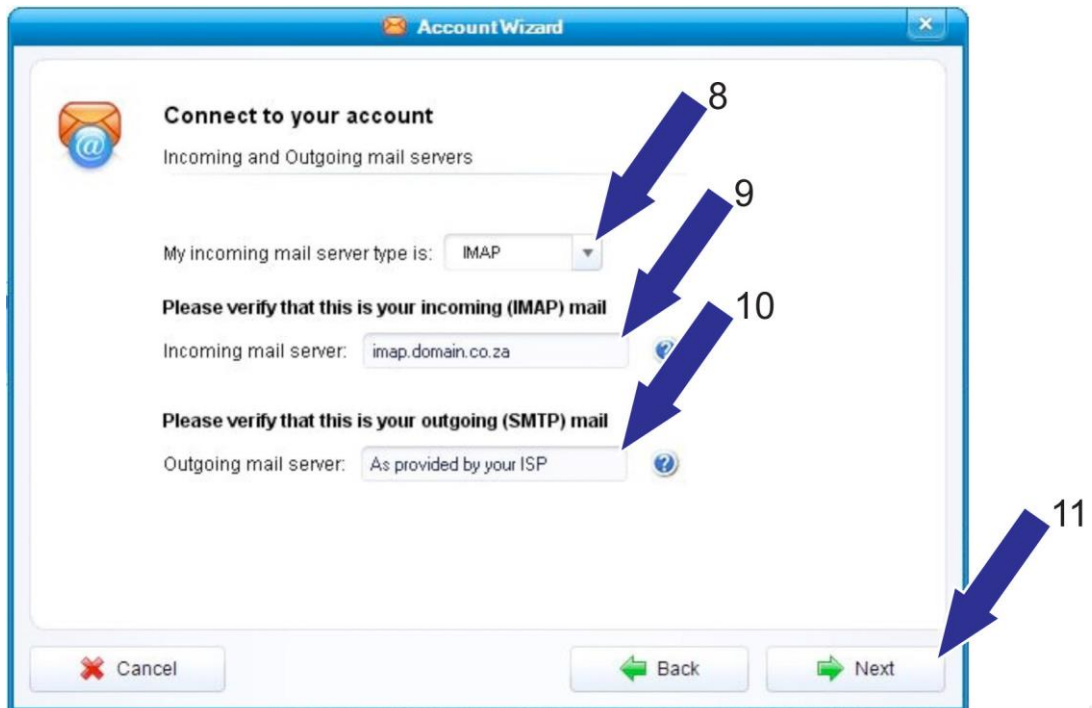 Account Wizard
Connect to your account
8
Incoming and Outgoing mail servers
9
My incoming mail server type is: IMAP
Please verify that this is your incoming (IMAP) mail
10
Incoming mail server: imap.domain.co.za ?
Please verify that this is your outgoing (SMTP) mail
Outgoing mail server: As provided by your ISP ?
11
Cancel Back Next